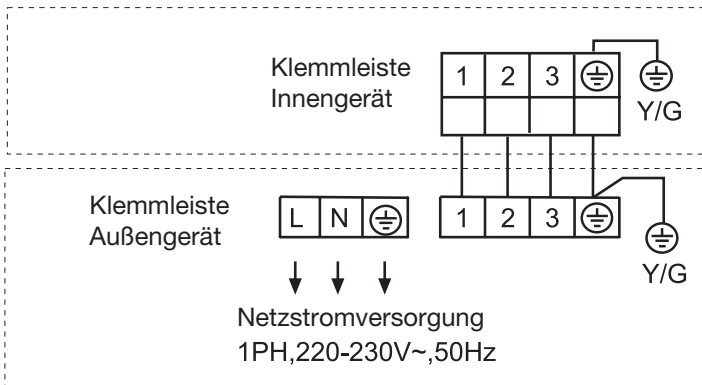 Klemmleiste
Innengerät
1 2 3
Y/G
Klemmleiste
Außengerät
L N
1 2 3
Y/G
Netzstromversorgung
1PH,220-230V~,50Hz